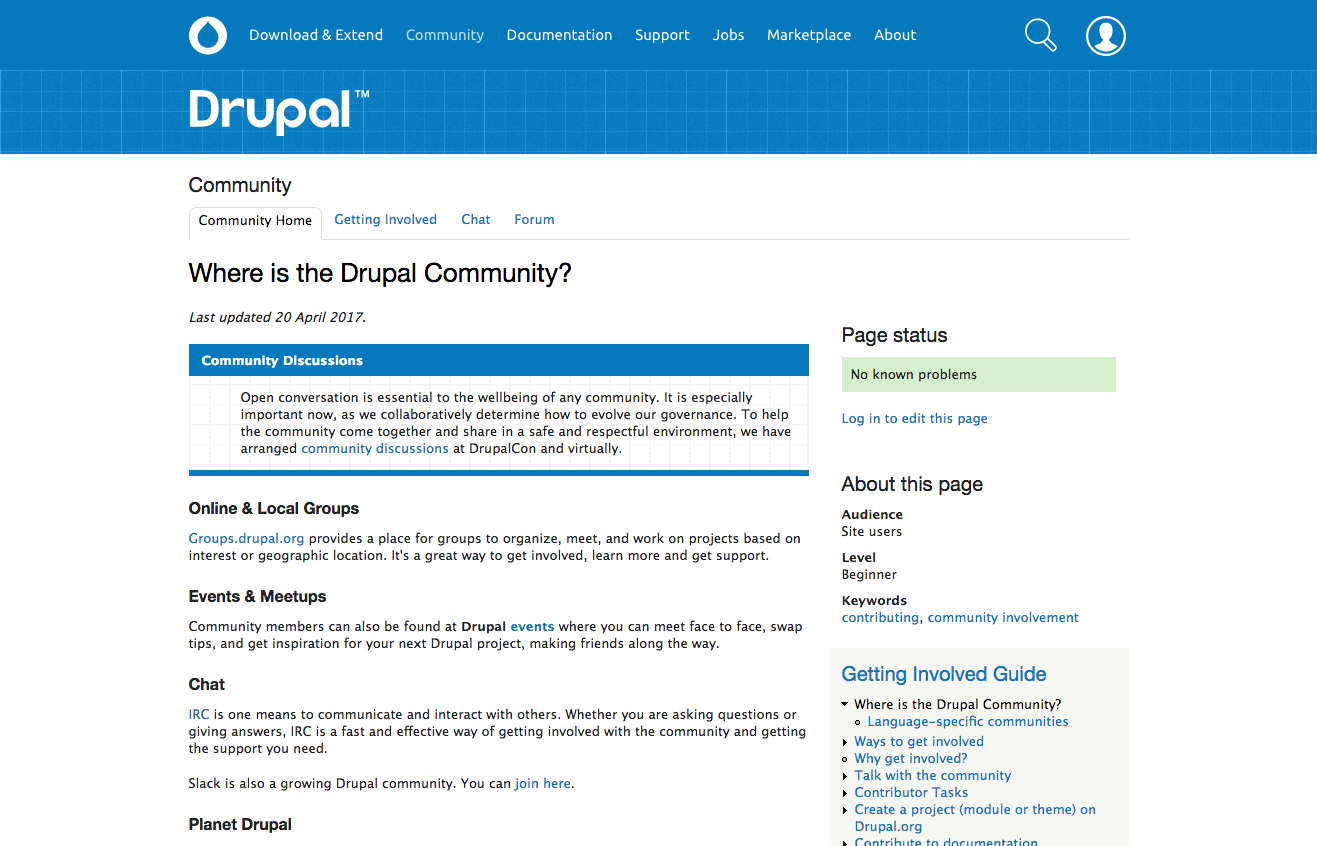 Download & Extend Community Documentation Support Jobs Marketplace About
Drupal™
Community
Community Home Getting Involved Chat Forum
Where is the Drupal Community?
Last updated 20 April 2017.
Community Discussions
Open conversation is essential to the wellbeing of any community. It is especially
important now, as we collaboratively determine how to evolve our governance. To help
the community come together and share in a safe and respectful environment, we have
arranged community discussions at DrupalCon and virtually.
Online & Local Groups
Groups.drupal.org provides a place for groups to organize, meet, and work on projects based on
interest or geographic location. It's a great way to get involved, learn more and get support.
Events & Meetups
Community members can also be found at Drupal events where you can meet face to face, swap
tips, and get inspiration for your next Drupal project, making friends along the way.
Chat
IRC is one means to communicate and interact with others. Whether you are asking questions or
giving answers, IRC is a fast and effective way of getting involved with the community and getting
the support you need.
Slack is also a growing Drupal community. You can join here.
Planet Drupal
Page status
No known problems
Log in to edit this page
About this page
Audience
Site users
Level
Beginner
Keywords
contributing, community involvement
Getting Involved Guide
Where is the Drupal Community?
Language-specific communities
Ways to get involved
Why get involved?
Talk with the community
Contributor Tasks
Create a project (module or theme) on
Drupal.org
Contribute to documentation